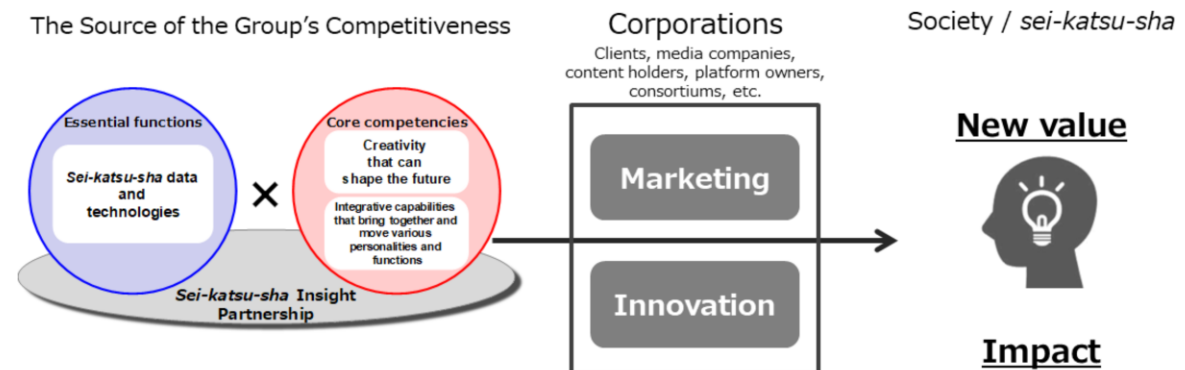 The Source of the Group's Competitiveness
Corporations
Clients, media companies,
content holders, platform owners,
consortiums, etc.
Society / sei-katsu-sha
Essential functions
Sei-katsu-sha data
and
technologies
×
Core competencies
Creativity
that can
shape the future
Integrative capabilities
that bring together and
move various
personalities and
functions
Sei-katsu-sha Insight
Partnership
Marketing
Innovation
New value
Impact